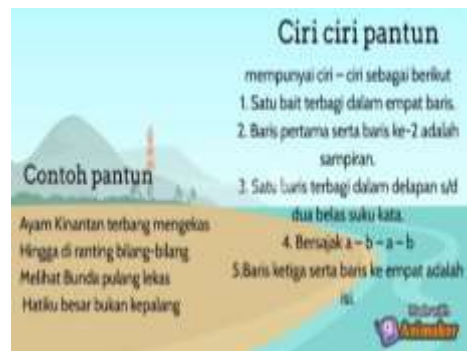 Ciri ciri pantun
mempunyai ciri – ciri sebagai berikut
1. Satu bait terbagi dalam empat baris.
2. Baris pertama serta baris ke-2 adalah
sampiran.
3. Satu baris terbagi dalam delapan s/d
dua belas suku kata.
4. Bersajak a – b – a – b
5.Baris ketiga serta baris ke empat adalah
isi.
Contoh pantun
Ayam Kinantan terbang mengekas
Hingga di ranting bilang-bilang
Melihat Bunda pulang lekas
Hatiku besar bukan kepalang
Made with
Animaker